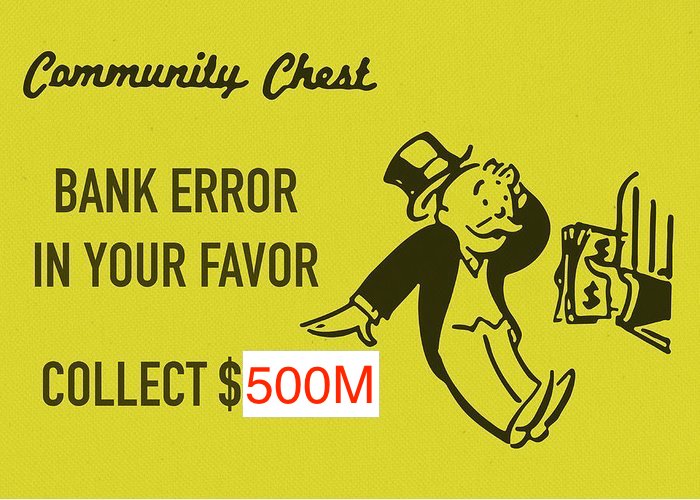 Community Chest
BANK ERROR
IN YOUR FAVOR
COLLECT $500M
$
$